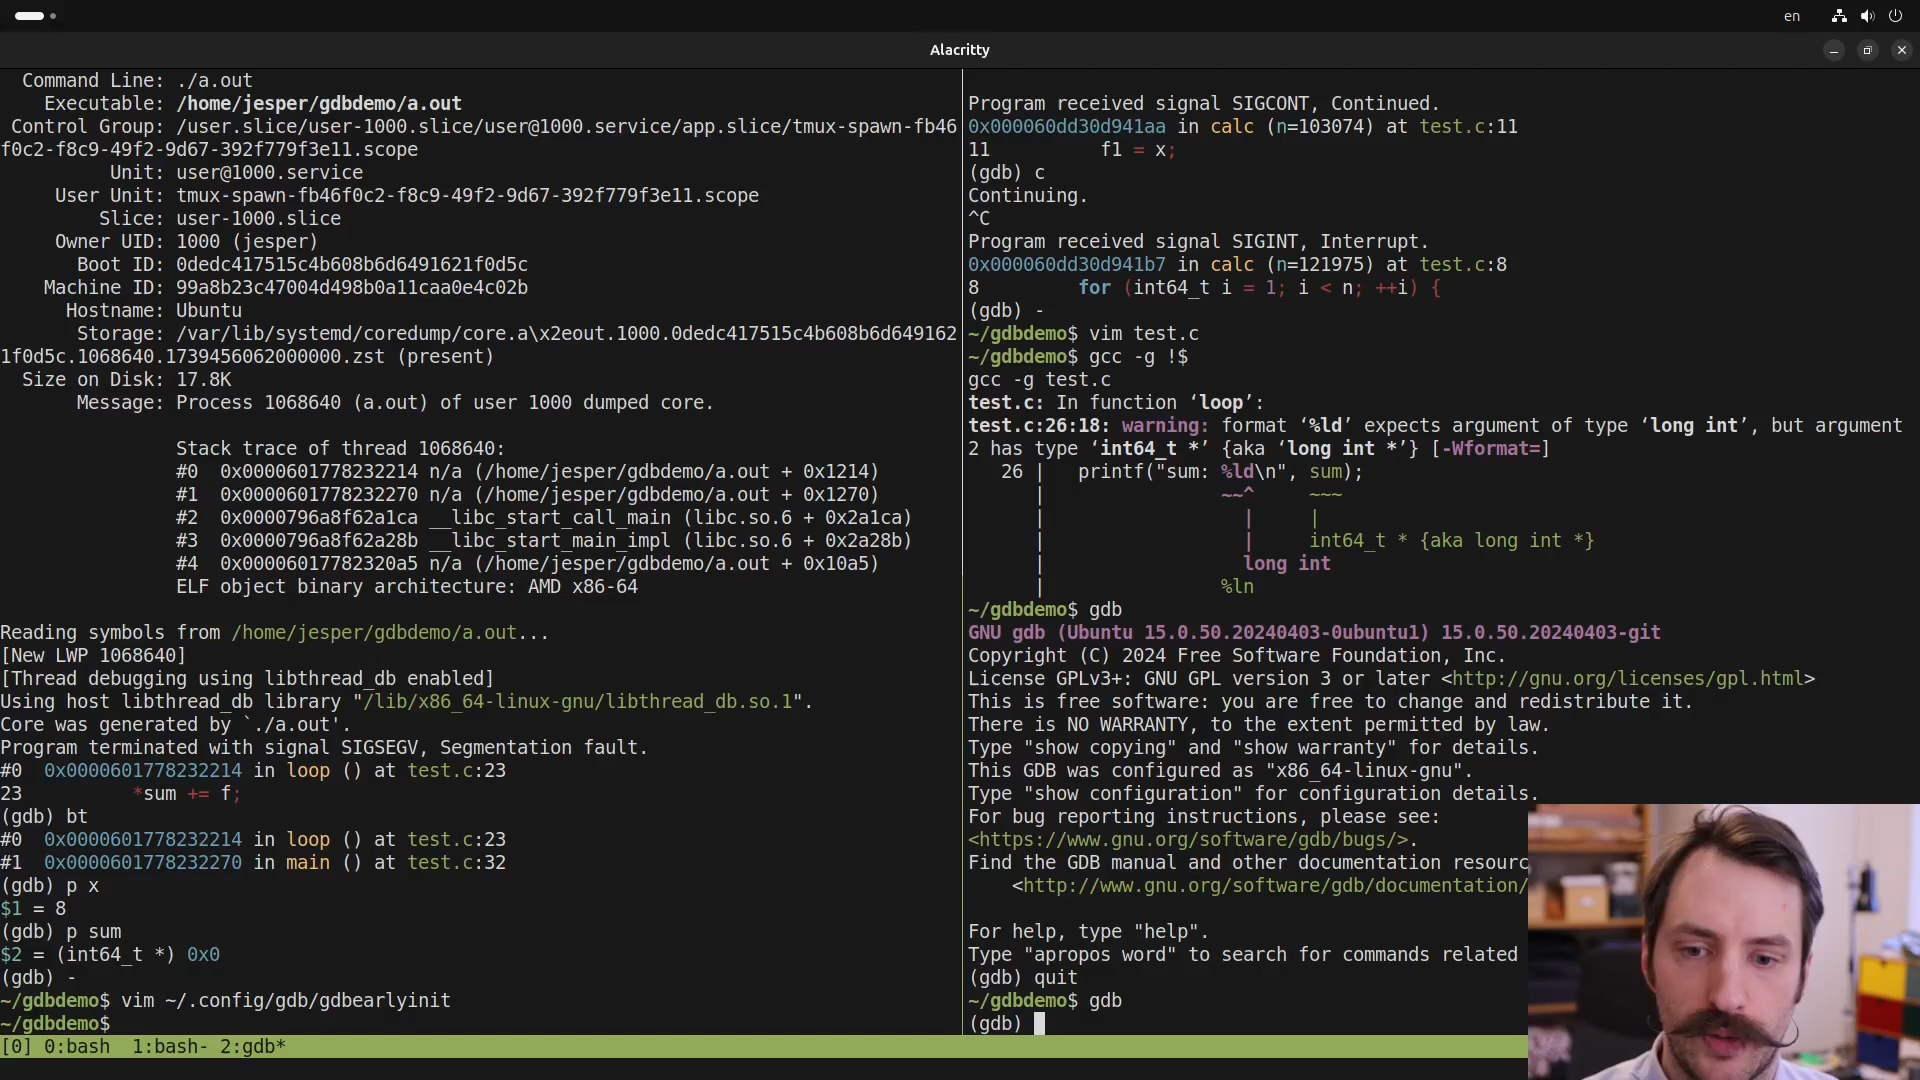 en
Alacritty
Command Line: ./a.out
Executable: /home/jesper/gdbdemo/a.out
Control Group: /user.slice/user-1000.slice/user@1000.service/app.slice/tmux-spawn-fb46
f0c2-f8c9-49f2-9d67-392f779f3e11.scope
Unit: user@1000.service
User Unit: tmux-spawn-fb46f0c2-f8c9-49f2-9d67-392f779f3e11.scope
Slice: user-1000.slice
Owner UID: 1000 (jesper)
Boot ID: 0dedc417515c4b608b6d6491621f0d5c
Machine ID: 99a8b23c47004d498b0a11caa0e4c02b
Hostname: Ubuntu
Storage: /var/lib/systemd/coredump/core.a\x2eout.1000.0dedc417515c4b608b6d649162
1f0d5c.1068640.1739456062000000.zst (present)
Size on Disk: 17.8K
Message: Process 1068640 (a.out) of user 1000 dumped core.
Stack trace of thread 1068640:
#0  0x0000601778232214 n/a (/home/jesper/gdbdemo/a.out + 0x1214)
#1  0x0000601778232270 n/a (/home/jesper/gdbdemo/a.out + 0x1270)
#2  0x0000796a8f62a1ca __libc_start_call_main (libc.so.6 + 0x2a1ca)
#3  0x0000796a8f62a28b __libc_start_main_impl (libc.so.6 + 0x2a28b)
#4  0x00006017782320a5 n/a (/home/jesper/gdbdemo/a.out + 0x10a5)
ELF object binary architecture: AMD x86-64
Reading symbols from /home/jesper/gdbdemo/a.out...
[New LWP 1068640]
[Thread debugging using libthread_db enabled]
Using host libthread_db library "/lib/x86_64-linux-gnu/libthread_db.so.1".
Core was generated by `./a.out'.
Program terminated with signal SIGSEGV, Segmentation fault.
#0  0x0000601778232214 in loop () at test.c:23
23          *sum += f;
(gdb) bt
#0  0x0000601778232214 in loop () at test.c:23
#1  0x0000601778232270 in main () at test.c:32
(gdb) p x
$1 = 8
(gdb) p sum
$2 = (int64_t *) 0x0
(gdb) -
~/gdbdemo$ vim ~/.config/gdb/gdbearlyinit
~/gdbdemo$
Program received signal SIGCONT, Continued.
0x000060dd30d941aa in calc (n=103074) at test.c:11
11          f1 = x;
(gdb) c
Continuing.
^C
Program received signal SIGINT, Interrupt.
0x000060dd30d941b7 in calc (n=121975) at test.c:8
8         for (int64_t i = 1; i < n; ++i) {
(gdb) -
~/gdbdemo$ vim test.c
~/gdbdemo$ gcc -g !$
gcc -g test.c
test.c: In function ‘loop’:
test.c:26:18: warning: format ‘%ld’ expects argument of type ‘long int’, but argument
2 has type ‘int64_t *’ {aka ‘long int *’} [-Wformat=]
26 |   printf("sum: %ld\n", sum);
|                ~~^     ~~~
|                  |     |
|                  |     int64_t * {aka long int *}
|                  long int
|                %ln
~/gdbdemo$ gdb
GNU gdb (Ubuntu 15.0.50.20240403-0ubuntu1) 15.0.50.20240403-git
Copyright (C) 2024 Free Software Foundation, Inc.
License GPLv3+: GNU GPL version 3 or later <http://gnu.org/licenses/gpl.html>
This is free software: you are free to change and redistribute it.
There is NO WARRANTY, to the extent permitted by law.
Type "show copying" and "show warranty" for details.
This GDB was configured as "x86_64-linux-gnu".
Type "show configuration" for configuration details.
For bug reporting instructions, please see:
<https://www.gnu.org/software/gdb/bugs/>.
Find the GDB manual and other documentation resourc
<http://www.gnu.org/software/gdb/documentation/
For help, type "help".
Type "apropos word" to search for commands related
(gdb) quit
~/gdbdemo$ gdb
(gdb)
[0] 0:bash  1:bash- 2:gdb*